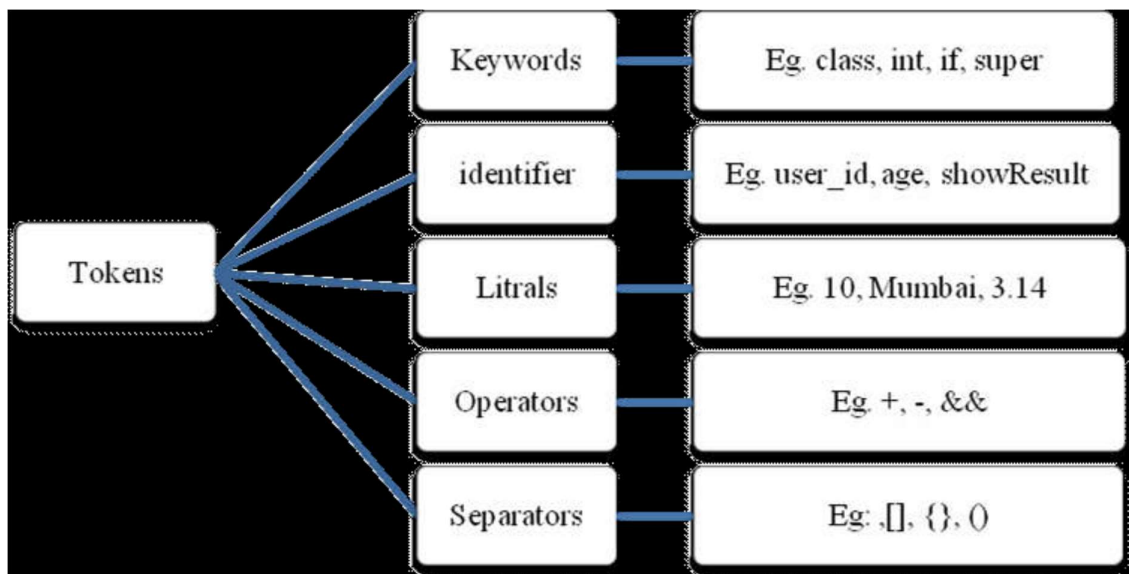 Keywords
Eg. class, int, if, super
identifier
Eg. user_id, age, showResult
Tokens
Litrals
Eg. 10, Mumbai, 3.14
Operators
Eg. +, -, &&
Separators
Eg: ,[], {}, ()